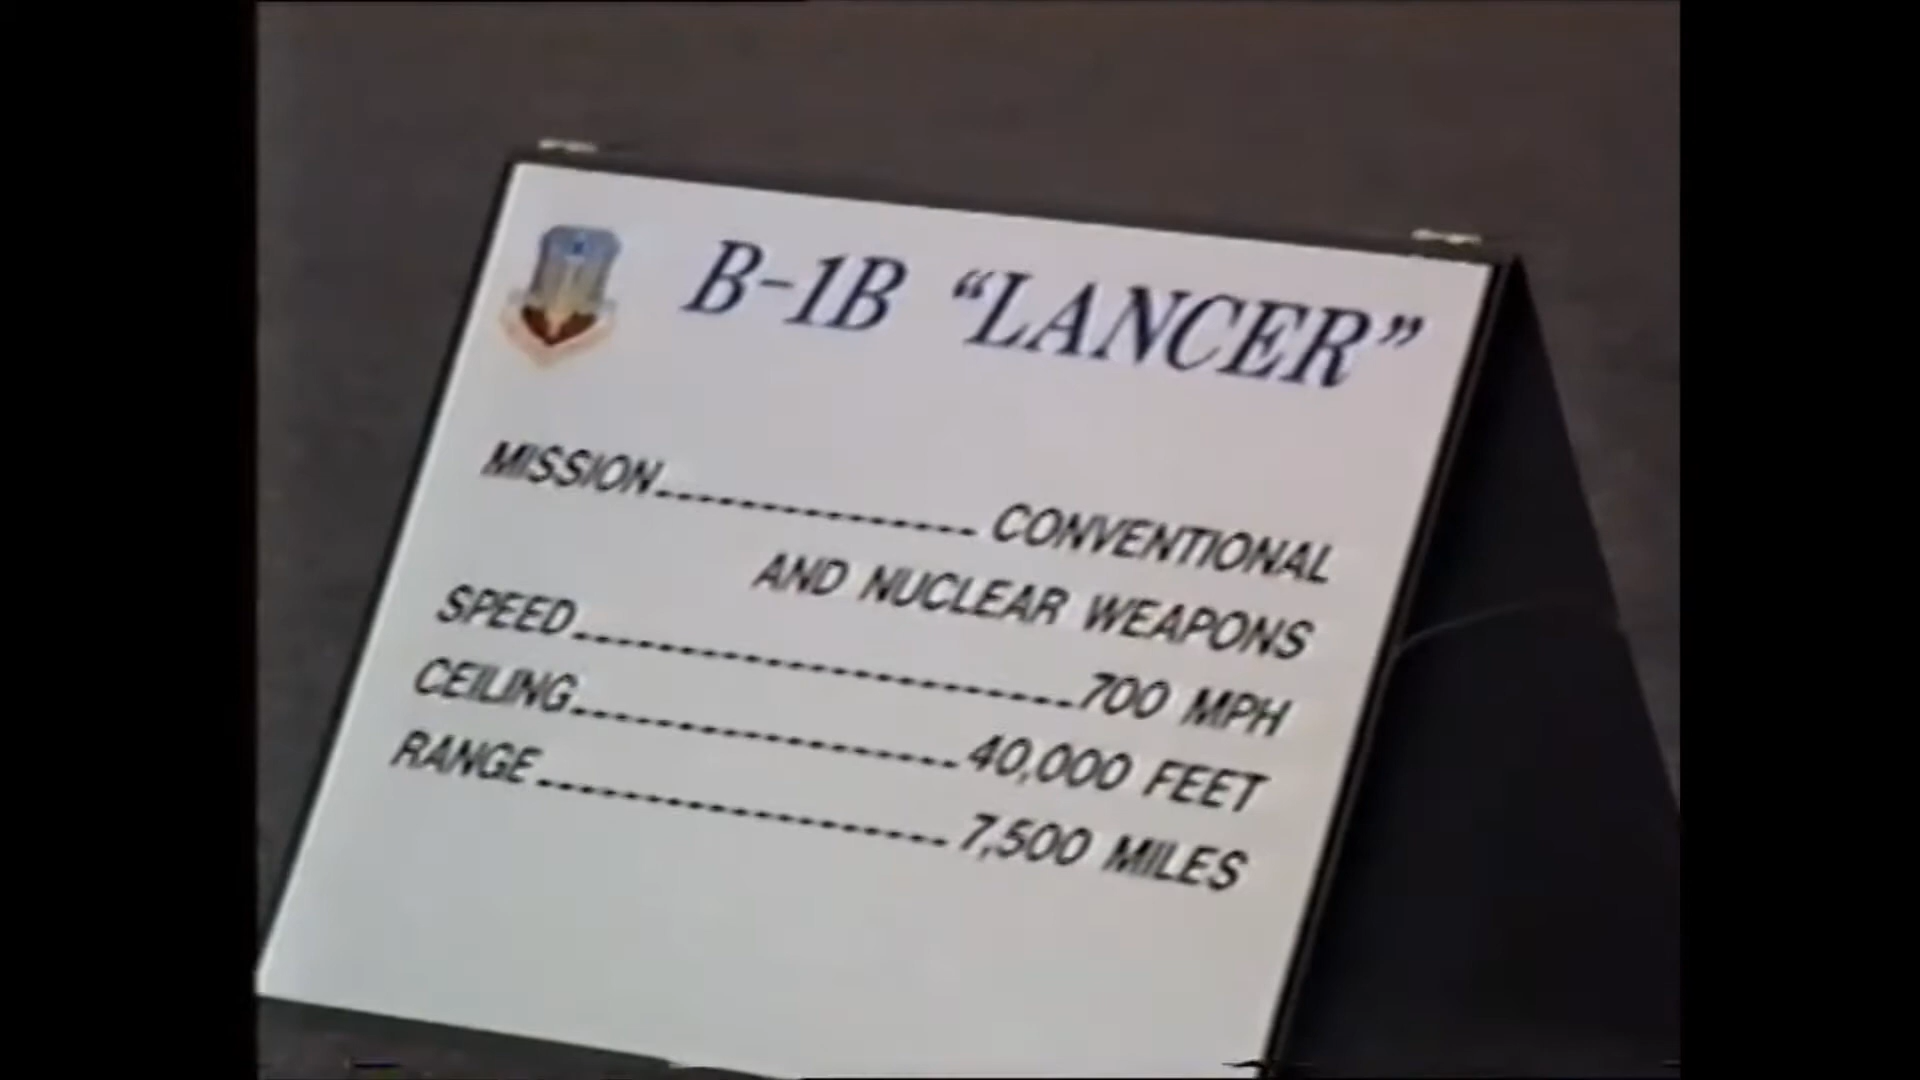 B-1B “LANCER”
MISSION................CONVENTIONAL
AND NUCLEAR WEAPONS
SPEED.........................700 MPH
CEILING....................40,000 FEET
RANGE.....................7,500 MILES